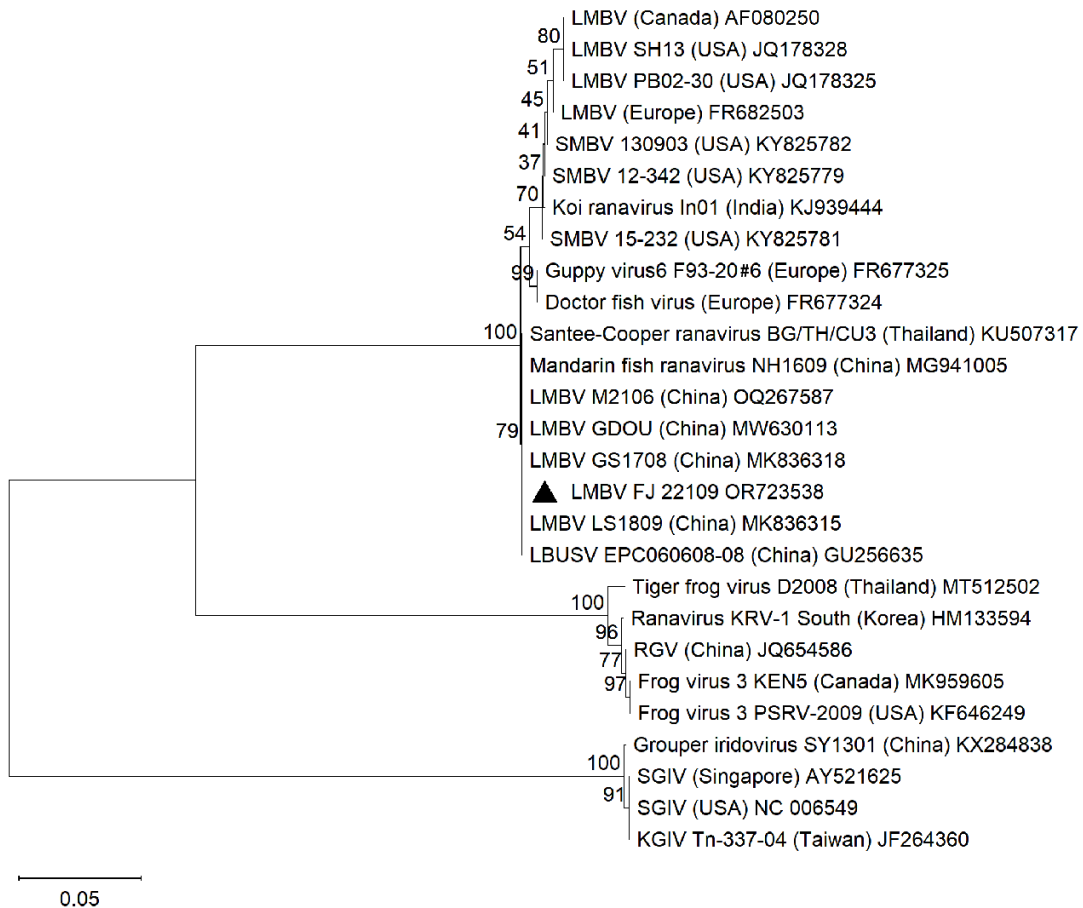 LMBV (Canada) AF080250
80
LMBV SH13 (USA) JQ178328
51
LMBV PB02-30 (USA) JQ178325
45
LMBV (Europe) FR682503
41
SMBV 130903 (USA) KY825782
37
SMBV 12-342 (USA) KY825779
70
Koi ranavirus In01 (India) KJ939444
54
SMBV 15-232 (USA) KY825781
99
Guppy virus6 F93-20#6 (Europe) FR677325
Doctor fish virus (Europe) FR677324
100
Santee-Cooper ranavirus BG/TH/CU3 (Thailand) KU507317
Mandarin fish ranavirus NH1609 (China) MG941005
LMBV M2106 (China) OQ267587
79
LMBV GDOU (China) MW630113
LMBV GS1708 (China) MK836318
LMBV FJ 22109 OR723538
LMBV LS1809 (China) MK836315
LBUSV EPC060608-08 (China) GU256635
Tiger frog virus D2008 (Thailand) MT512502
100
Ranavirus KRV-1 South (Korea) HM133594
96
RGV (China) JQ654586
77
Frog virus 3 KEN5 (Canada) MK959605
97
Frog virus 3 PSRV-2009 (USA) KF646249
Grouper iridovirus SY1301 (China) KX284838
100
SGIV (Singapore) AY521625
91
SGIV (USA) NC 006549
KGIV Tn-337-04 (Taiwan) JF264360
0.05